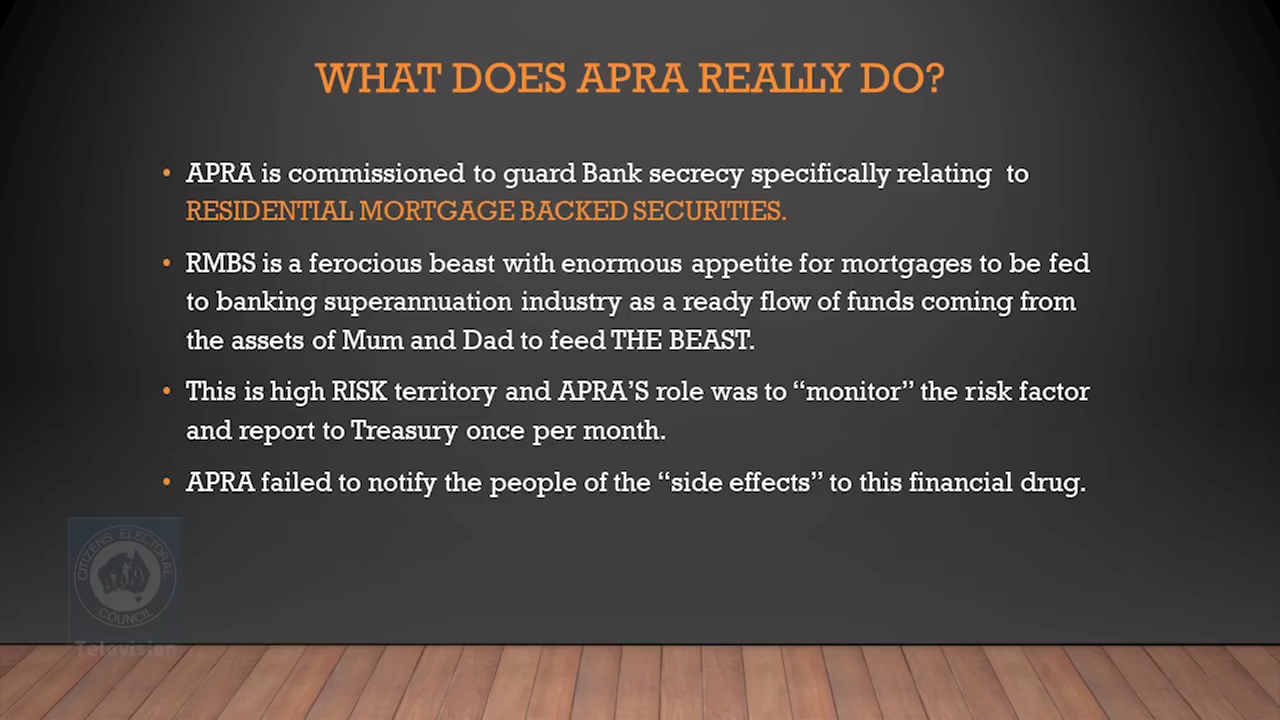 WHAT DOES APRA REALLY DO?
• APRA is commissioned to guard Bank secrecy specifically relating to
RESIDENTIAL MORTGAGE BACKED SECURITIES.
• RMBS is a ferocious beast with enormous appetite for mortgages to be fed
to banking superannuation industry as a ready flow of funds coming from
the assets of Mum and Dad to feed THE BEAST.
• This is high RISK territory and APRA'S role was to “monitor” the risk factor
and report to Treasury once per month.
• APRA failed to notify the people of the “side effects” to this financial drug.
CITIZENS ELECTORAL
COUNCIL
Television